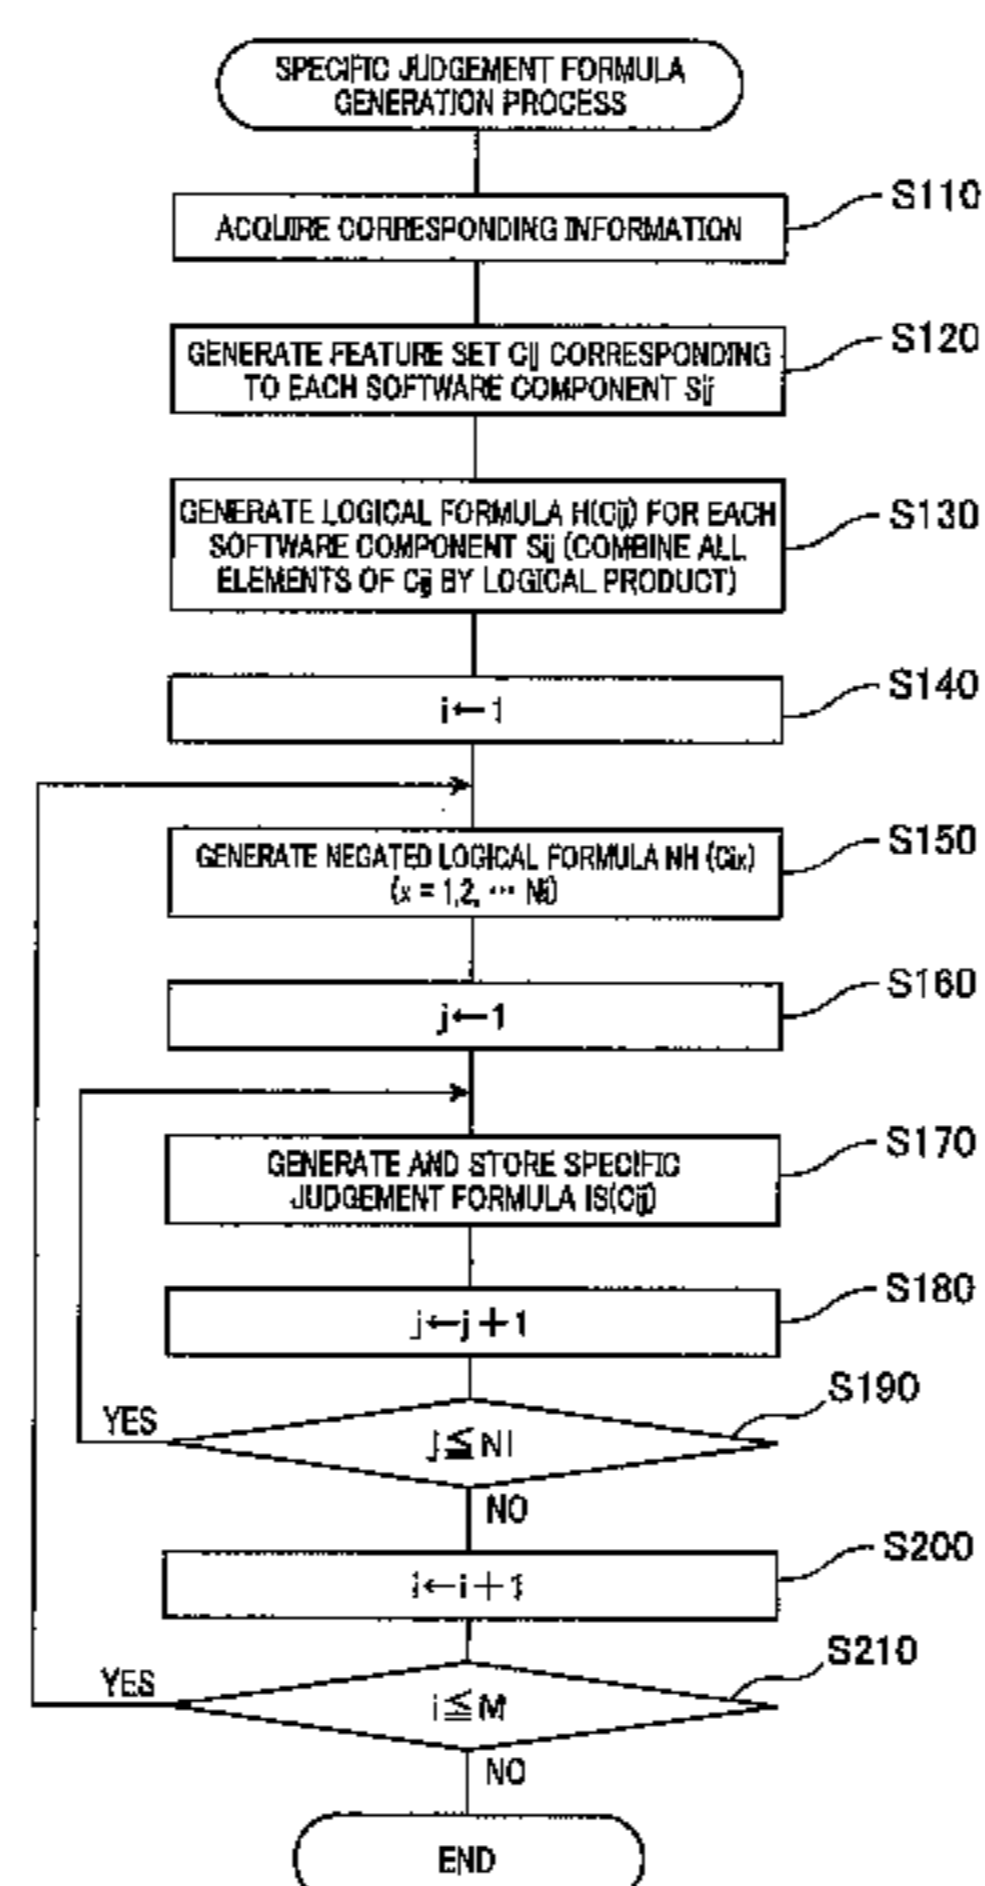 SPECIFIC JUDGEMENT FORMULA
GENERATION PROCESS
S110
ACQUIRE CORRESPONDING INFORMATION
S120
GENERATE FEATURE SET Cij CORRESPONDING
TO EACH SOFTWARE COMPONENT Sij
S130
GENERATE LOGICAL FORMULA H(Cij) FOR EACH
SOFTWARE COMPONENT Sij (COMBINE ALL
ELEMENTS OF Cij BY LOGICAL PRODUCT)
S140
i←1
S150
GENERATE NEGATED LOGICAL FORMULA NH (Cix)
(x = 1,2, ··· Ni)
S160
j←1
S170
GENERATE AND STORE SPECIFIC
JUDGEMENT FORMULA IS(Cij)
S180
j←j+1
S190
YES
j≦Ni
NO
S200
i←i+1
S210
YES
i≦M
NO
END